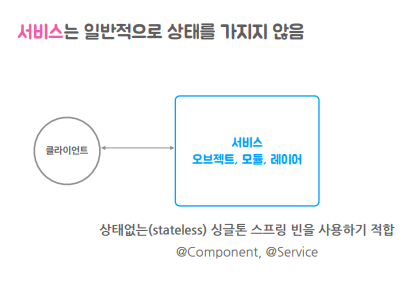 서비스는 일반적으로 상태를 가지지 않음
클라이언트
서비스
오브젝트, 모듈, 레이어
상태없는(stateless) 싱글톤 스프링 빈을 사용하기 적합
@Component, @Service